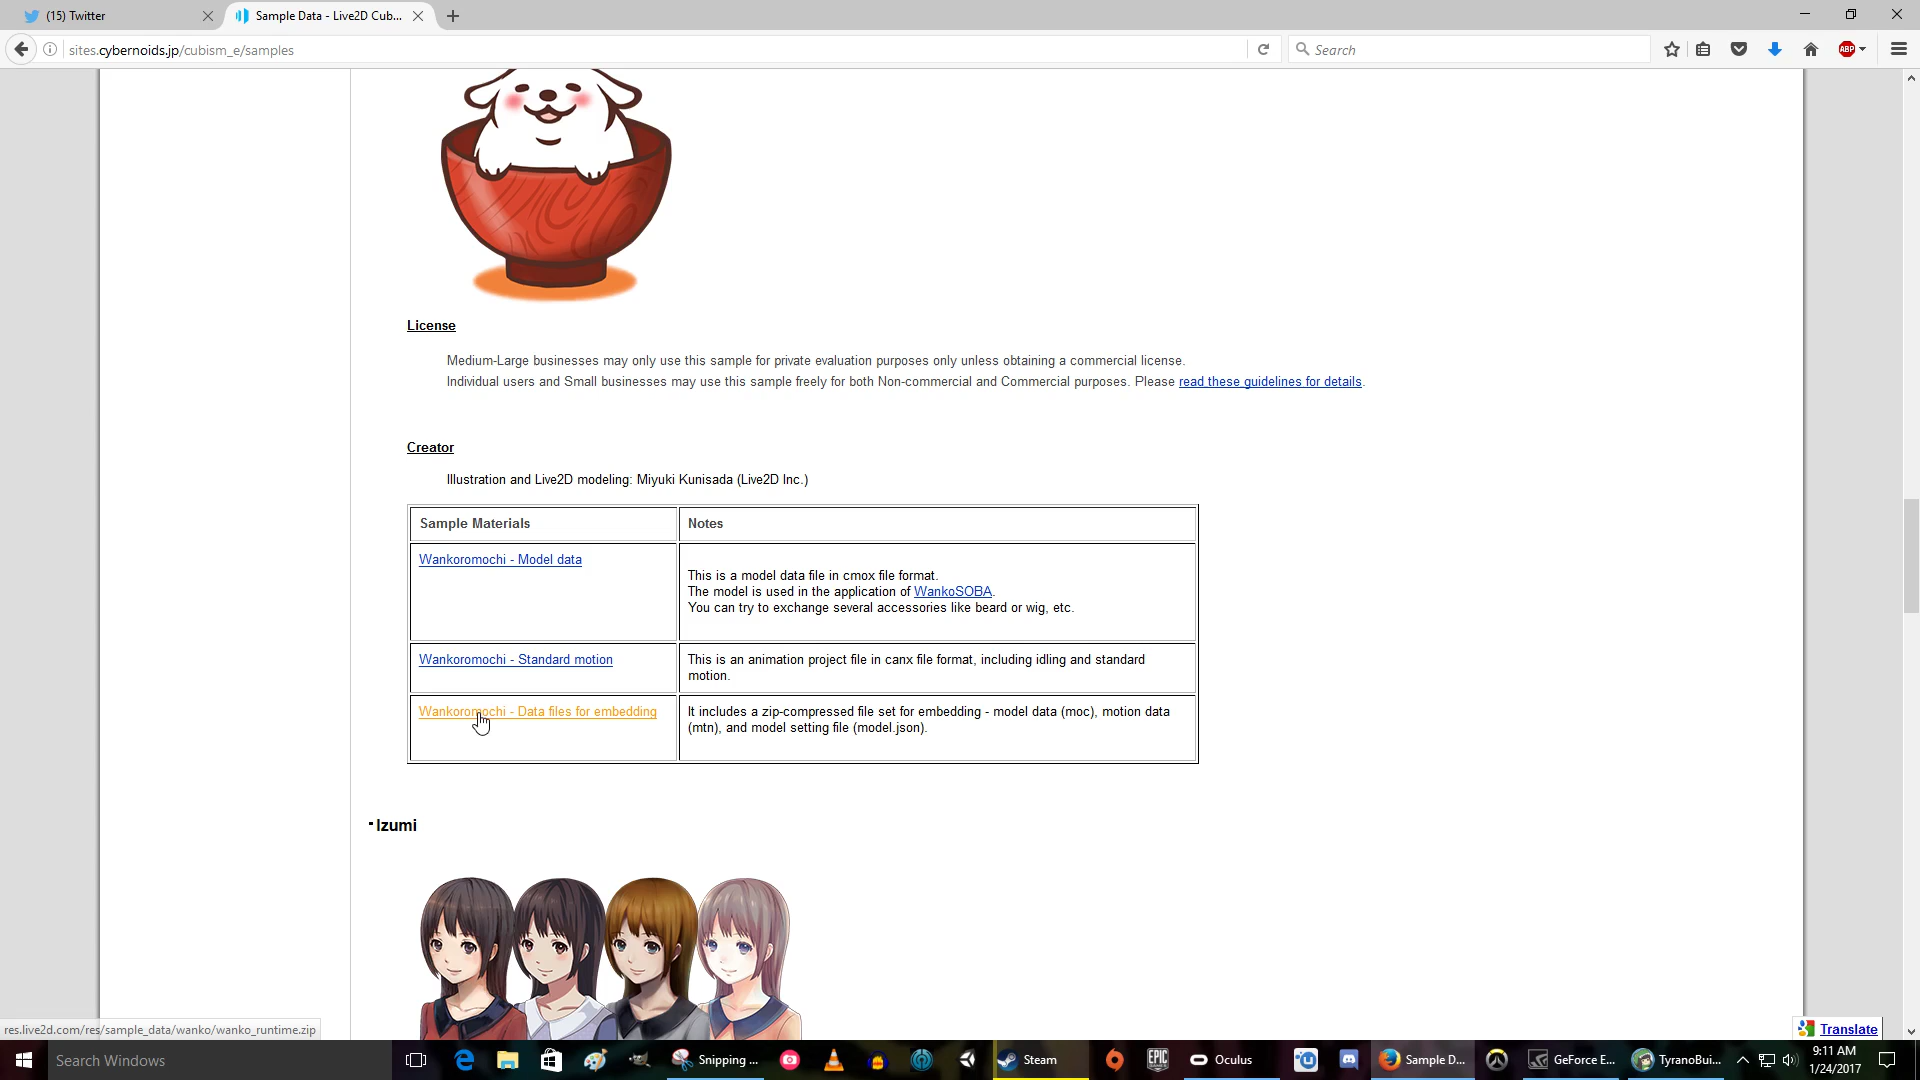 (15) Twitter
Sample Data - Live2D Cub...
sites.cybernoids.jp/cubism_e/samples
Search
ABP
License
Medium-Large businesses may only use this sample for private evaluation purposes only unless obtaining a commercial license.
Individual users and Small businesses may use this sample freely for both Non-commercial and Commercial purposes. Please read these guidelines for details.
Creator
Illustration and Live2D modeling: Miyuki Kunisada (Live2D Inc.)
Sample Materials
Notes
Wankoromochi - Model data
This is a model data file in cmox file format.
The model is used in the application of WankoSOBA.
You can try to exchange several accessories like beard or wig, etc.
Wankoromochi - Standard motion
This is an animation project file in canx file format, including idling and standard
motion.
Wankoromochi - Data files for embedding
It includes a zip-compressed file set for embedding - model data (moc), motion data
(mtn), and model setting file (model.json).
Izumi
res.live2d.com/res/sample_data/wanko/wanko_runtime.zip
Translate
Search Windows
Snipping ...
Steam
EPIC GAMES
Oculus
Sample D...
GeForce E...
TyranoBui...
9:11 AM
1/24/2017